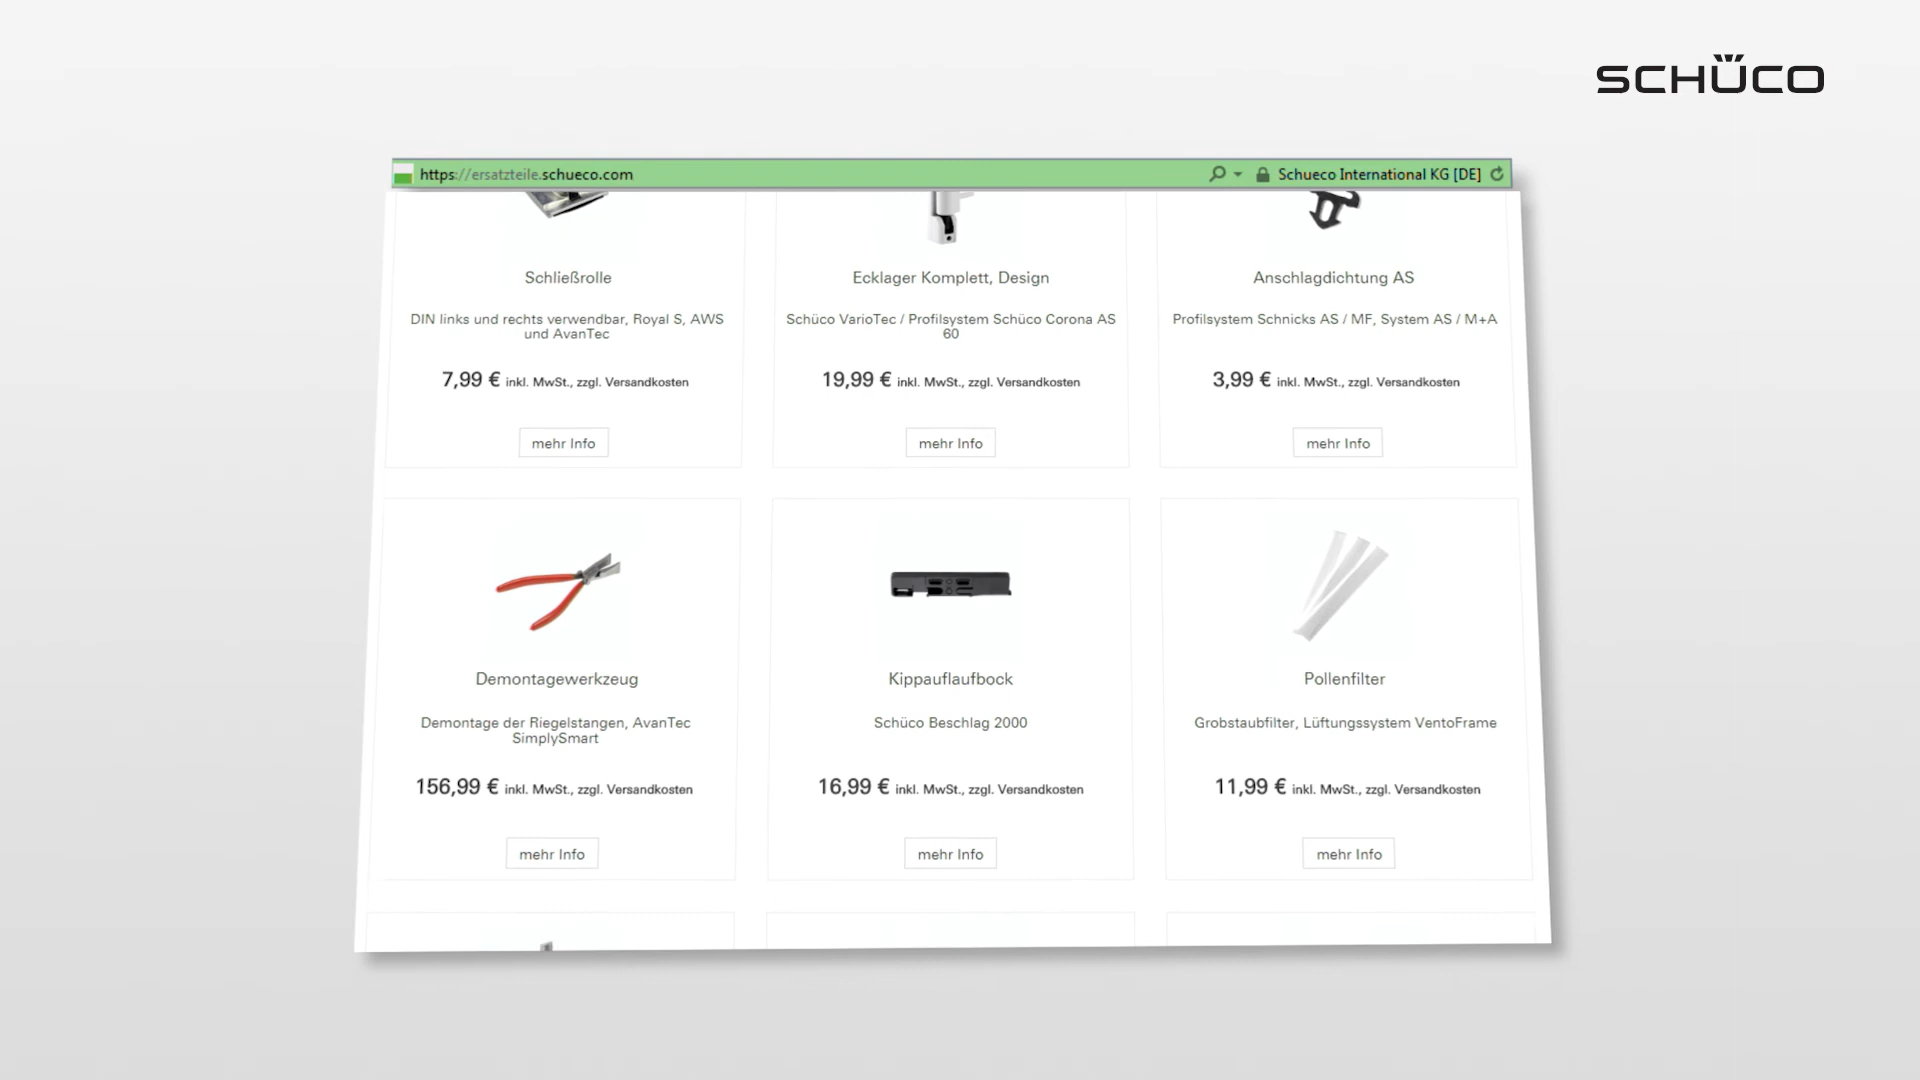 SCHÜCO
https://ersatzteile.schueco.com
Schueco International KG [DE]
Schließrolle
Ecklager Komplett, Design
Anschlagdichtung AS
DIN links und rechts verwendbar, Royal S, AWS
und AvanTec
Schüco VarioTec / Profilsystem Schüco Corona AS
60
Profilsystem Schnicks AS / MF, System AS / M+A
7,99 € inkl. MwSt., zzgl. Versandkosten
19,99 € inkl. MwSt., zzgl. Versandkosten
3,99 € inkl. MwSt., zzgl. Versandkosten
mehr Info
mehr Info
mehr Info
Demontagewerkzeug
Kippauflaufbock
Pollenfilter
Demontage der Riegelstangen, AvanTec
SimplySmart
Schüco Beschlag 2000
Grobstaubfilter, Lüftungssystem VentoFrame
156,99 € inkl. MwSt., zzgl. Versandkosten
16,99 € inkl. MwSt., zzgl. Versandkosten
11,99 € inkl. MwSt., zzgl. Versandkosten
mehr Info
mehr Info
mehr Info